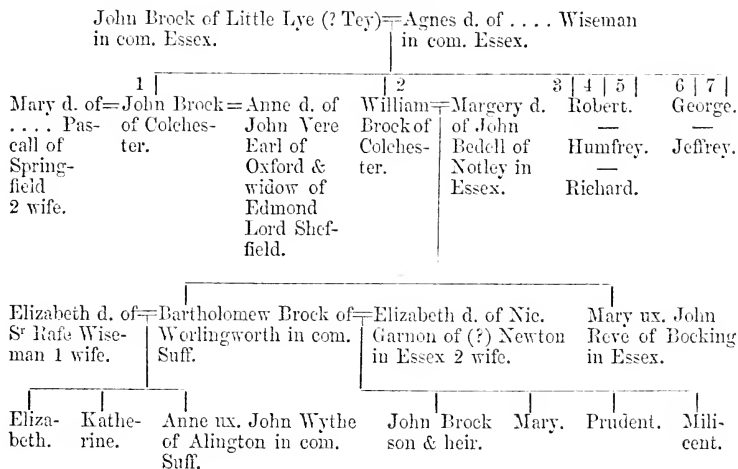 John Brock of Little Lye (? Tey)=Agnes d. of . . . . Wiseman
in com. Essex. in com. Essex.
1 2 3 | 4 | 5 | 6 | 7 |
Mary d. of=John Brock=Anne d. of William=Margery d. Robert. George.
. . . . Pas- of Colches- John Vere Brock of of John — —
call of ter. Earl of Colches- Bedell of Humfrey. Jeffrey.
Spring- Oxford & ter. Notley in —
field widow of Essex. Richard.
2 wife. Edmond
Lord Shef-
field.
Elizabeth d. of=Bartholomew Brock of=Elizabeth d. of Nic. Mary ux. John
Sr Rafe Wise- Worlingworth in com. Garnon of (?) Newton Reve of Bocking
man 1 wife. Suff. in Essex 2 wife. in Essex.
Eliza- Kathe- Anne ux. John Wythe John Brock Mary. Prudent. Mili-
beth. rine. of Alington in com. son & heir. cent.
Suff.